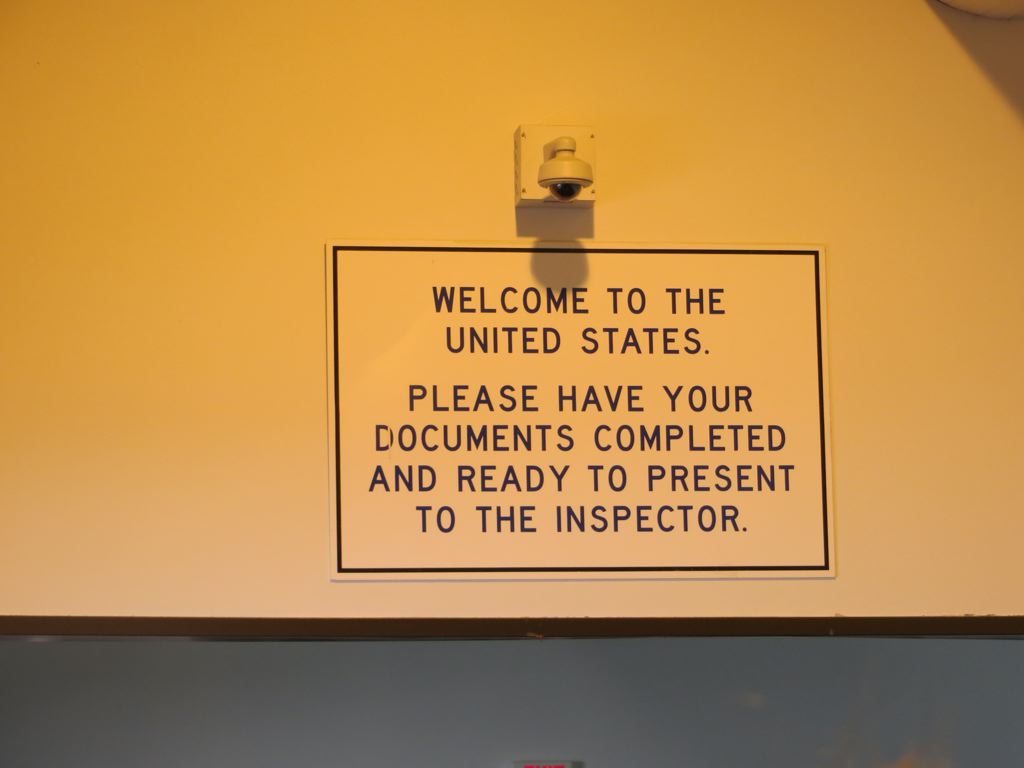 WELCOME TO THE
UNITED STATES.
PLEASE HAVE YOUR
DOCUMENTS COMPLETED
AND READY TO PRESENT
TO THE INSPECTOR.